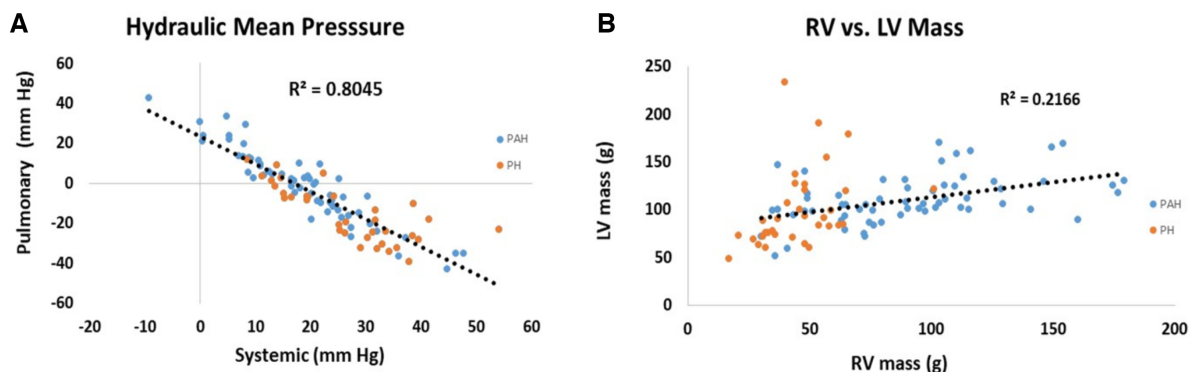 A
Hydraulic Mean Presssure
60
40
20
0
-20
-40
-60
Pulmonary (mm Hg)
R² = 0.8045
PAH
PH
-20 -10 0 10 20 30 40 50 60
Systemic (mm Hg)
B
RV vs. LV Mass
250
200
150
100
50
0
LV mass (g)
R² = 0.2166
PAH
PH
0 50 100 150 200
RV mass (g)